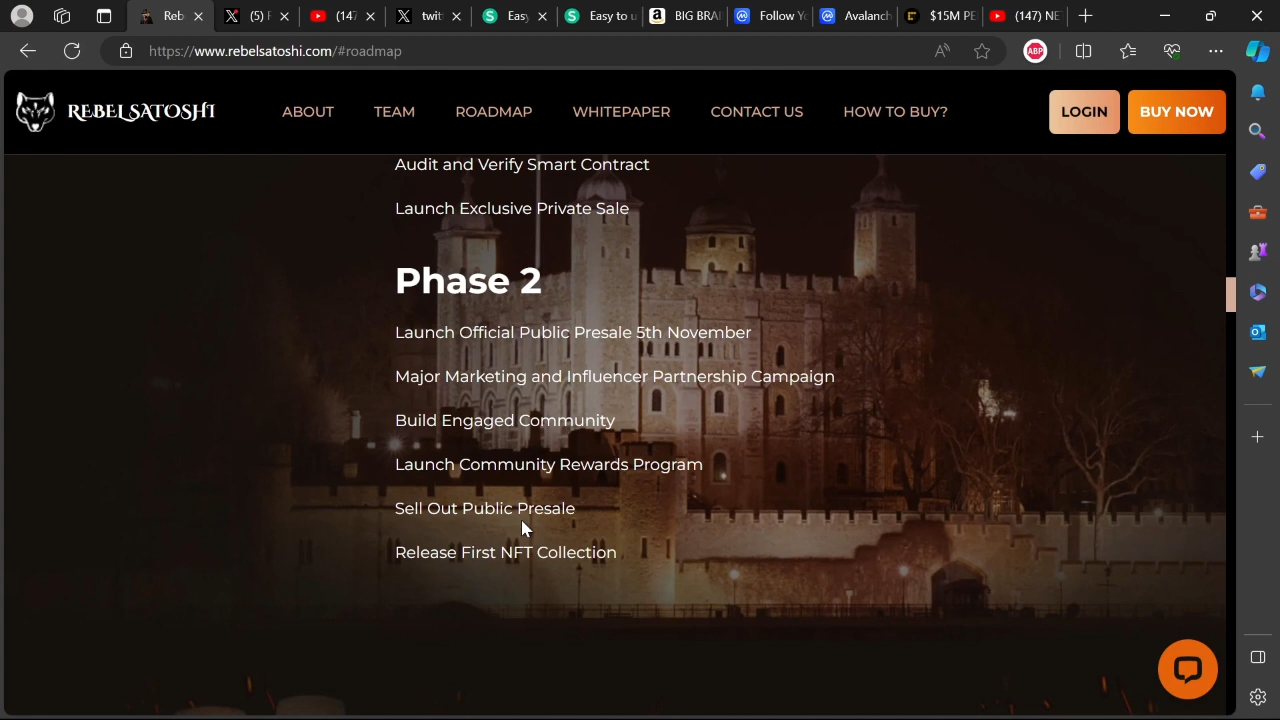 Reb
(5) F
(147
twit
Easy
Easy to u
BIG BRAI
Follow Yo
Avalanch
$15M PE
(147) NE
https://www.rebelsatoshi.com/#roadmap
ABP
REBELSATOSHI
ABOUT
TEAM
ROADMAP
WHITEPAPER
CONTACT US
HOW TO BUY?
LOGIN
BUY NOW
Audit and Verify Smart Contract
Launch Exclusive Private Sale
Phase 2
Launch Official Public Presale 5th November
Major Marketing and Influencer Partnership Campaign
Build Engaged Community
Launch Community Rewards Program
Sell Out Public Presale
Release First NFT Collection